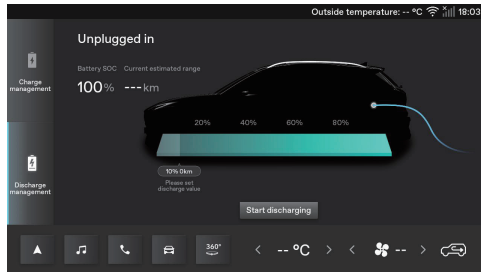 Outside temperature: -- °C 18:03
Unplugged in
Battery SOC Current estimated range
100% ---km
Charge
management
20% 40% 60% 80%
10% 0km
Please set
discharge value
Discharge
management
Start discharging
360°
< -- °C > < -- >